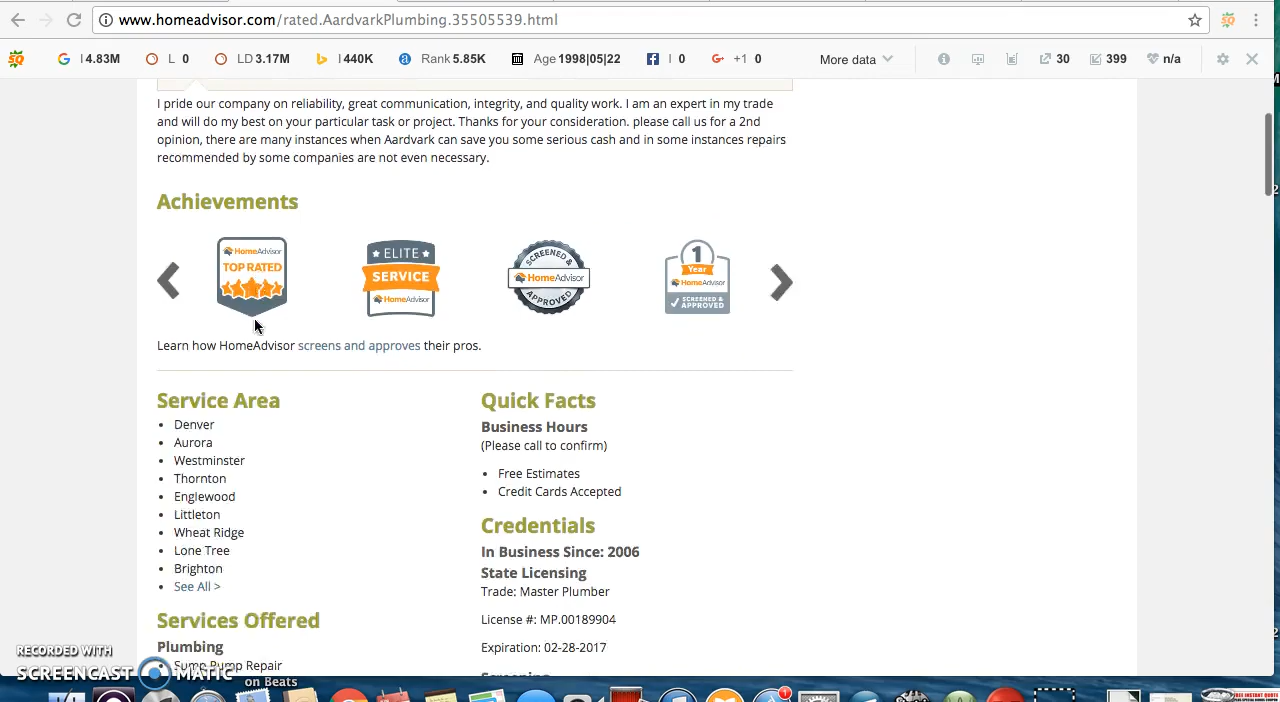 www.homeadvisor.com/rated.AardvarkPlumbing.35505539.html
I 4.83M L 0 LD 3.17M I 440K Rank 5.85K Age 1998|05|22 I 0 +1 0 More data 30 399 n/a
I pride our company on reliability, great communication, integrity, and quality work. I am an expert in my trade
and will do my best on your particular task or project. Thanks for your consideration. please call us for a 2nd
opinion, there are many instances when Aardvark can save you some serious cash and in some instances repairs
recommended by some companies are not even necessary.
Achievements
HomeAdvisor
TOP RATED
ELITE
SERVICE
HomeAdvisor
SCREENED &
HomeAdvisor
APPROVED
1
Year
HomeAdvisor
SCREENED &
APPROVED
Learn how HomeAdvisor screens and approves their pros.
Service Area
Denver
Aurora
Westminster
Thornton
Englewood
Littleton
Wheat Ridge
Lone Tree
Brighton
See All >
Services Offered
Plumbing
Sump Pump Repair
Quick Facts
Business Hours
(Please call to confirm)
Free Estimates
Credit Cards Accepted
Credentials
In Business Since: 2006
State Licensing
Trade: Master Plumber
License #: MP.00189904
Expiration: 02-28-2017
RECORDED WITH
SCREENCAST MATIC
on Beats
1